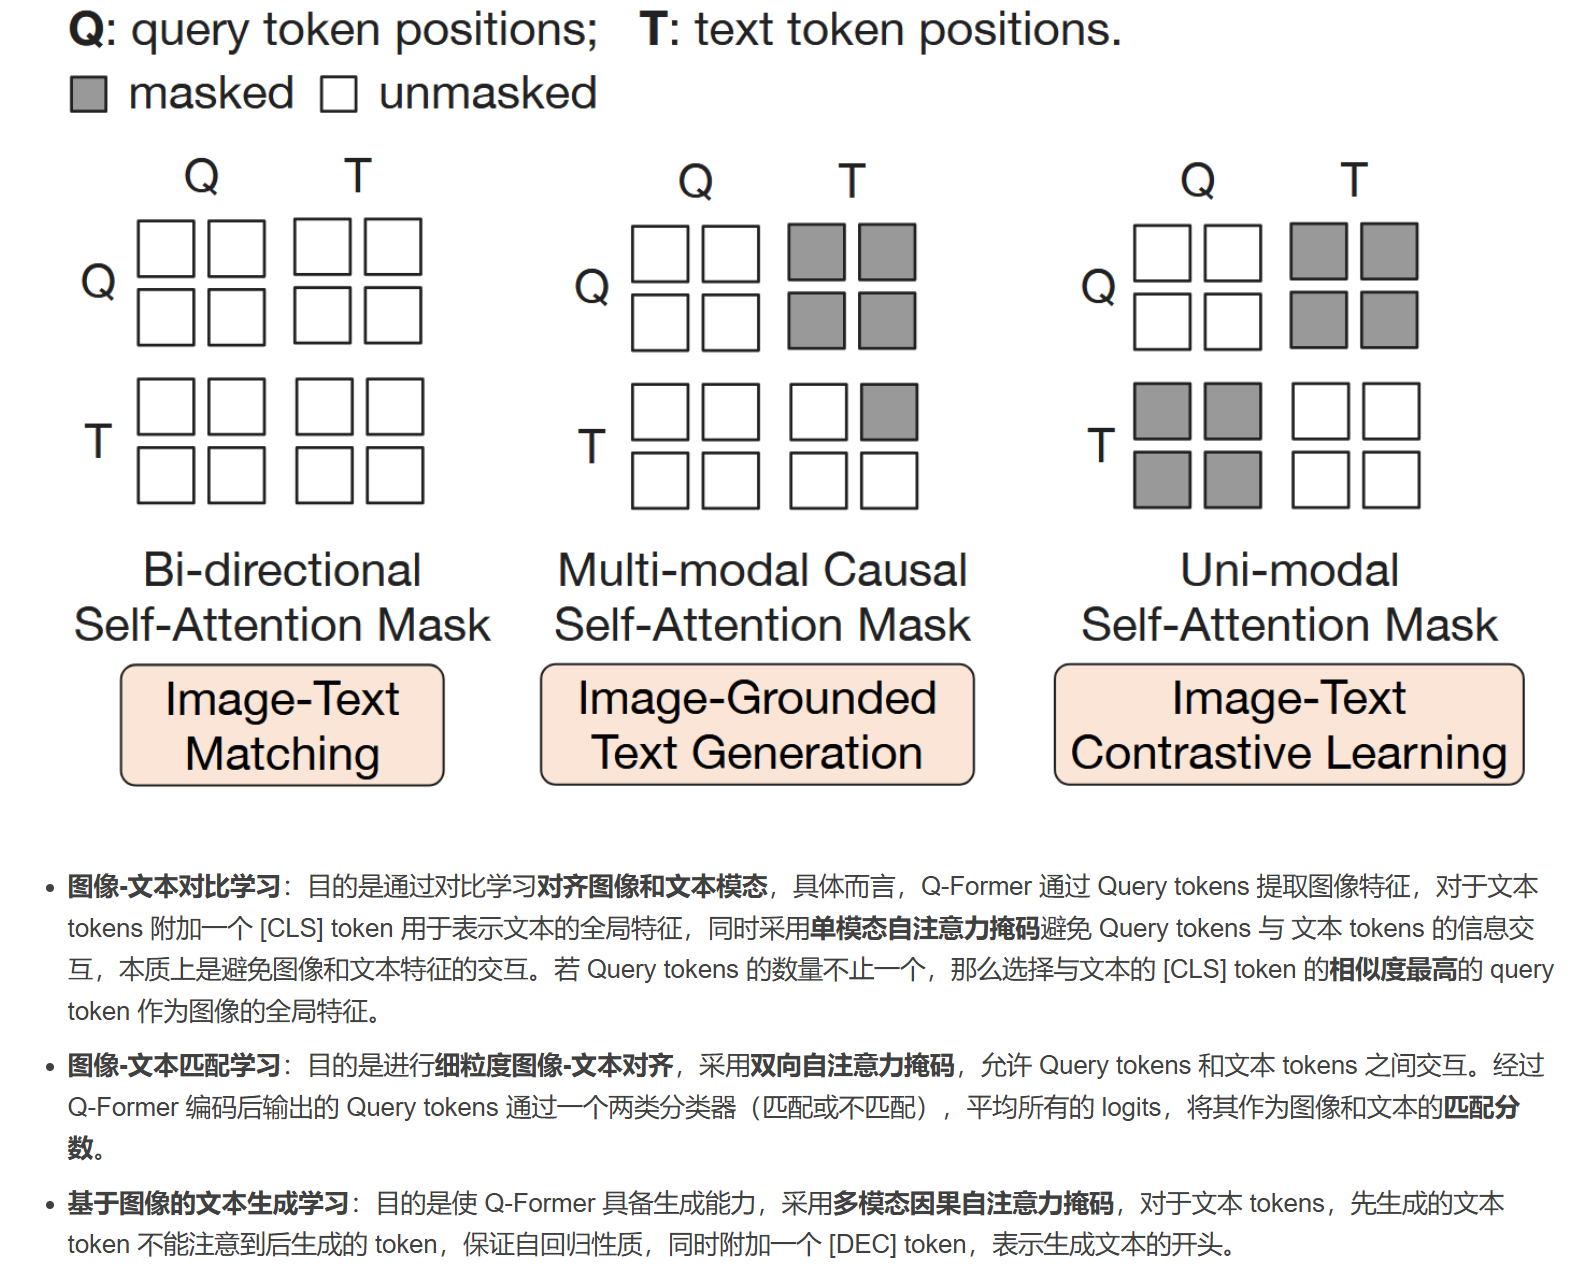 Q: query token positions; T: text token positions.
masked unmasked
Q T Q T Q T
Q Q Q
T T T
Bi-directional Self-Attention Mask
Multi-modal Causal Self-Attention Mask
Uni-modal Self-Attention Mask
Image-Text Matching
Image-Grounded Text Generation
Image-Text Contrastive Learning
• 图像-文本对比学习：目的是通过对比学习对齐图像和文本模态，具体而言，Q-Former 通过 Query tokens 提取图像特征，对于文本
tokens 附加一个 [CLS] token 用于表示文本的全局特征，同时采用单模态自注意力掩码避免 Query tokens 与 文本 tokens 的信息交
互，本质上是避免图像和文本特征的交互。若 Query tokens 的数量不止一个，那么选择与文本的 [CLS] token 的相似度最高的 query
token 作为图像的全局特征。
• 图像-文本匹配学习：目的是进行细粒度图像-文本对齐，采用双向自注意力掩码，允许 Query tokens 和文本 tokens 之间交互。经过
Q-Former 编码后输出的 Query tokens 通过一个两类分类器（匹配或不匹配），平均所有的 logits，将其作为图像和文本的匹配分
数。
• 基于图像的文本生成学习：目的是使 Q-Former 具备生成能力，采用多模态因果自注意力掩码，对于文本 tokens，先生成的文本
token 不能注意到后生成的 token，保证自回归性质，同时附加一个 [DEC] token，表示生成文本的开头。